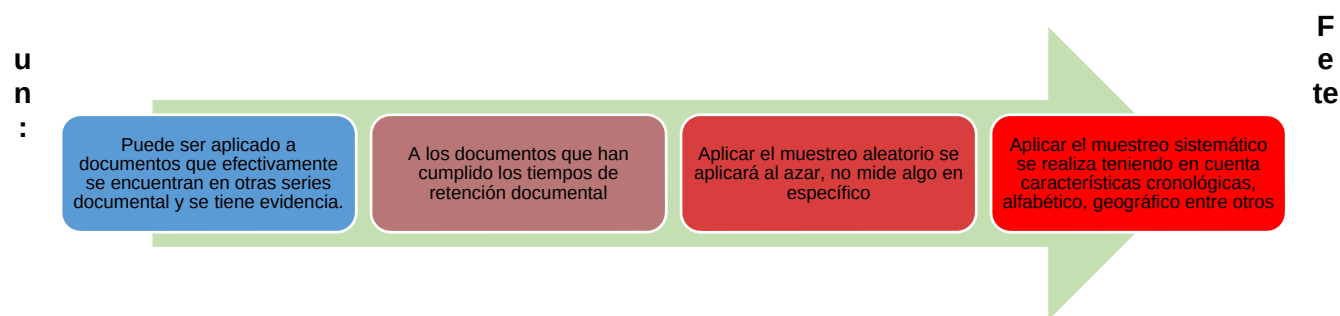 u
n
:
Puede ser aplicado a
documentos que efectivamente
se encuentran en otras series
documental y se tiene evidencia.
A los documentos que han
cumplido los tiempos de
retención documental
Aplicar el muestreo aleatorio se
aplicará al azar, no mide algo en
específico
Aplicar el muestreo sistemático
se realiza teniendo en cuenta
características cronológicas,
alfabético, geográfico entre otros
F
e
te